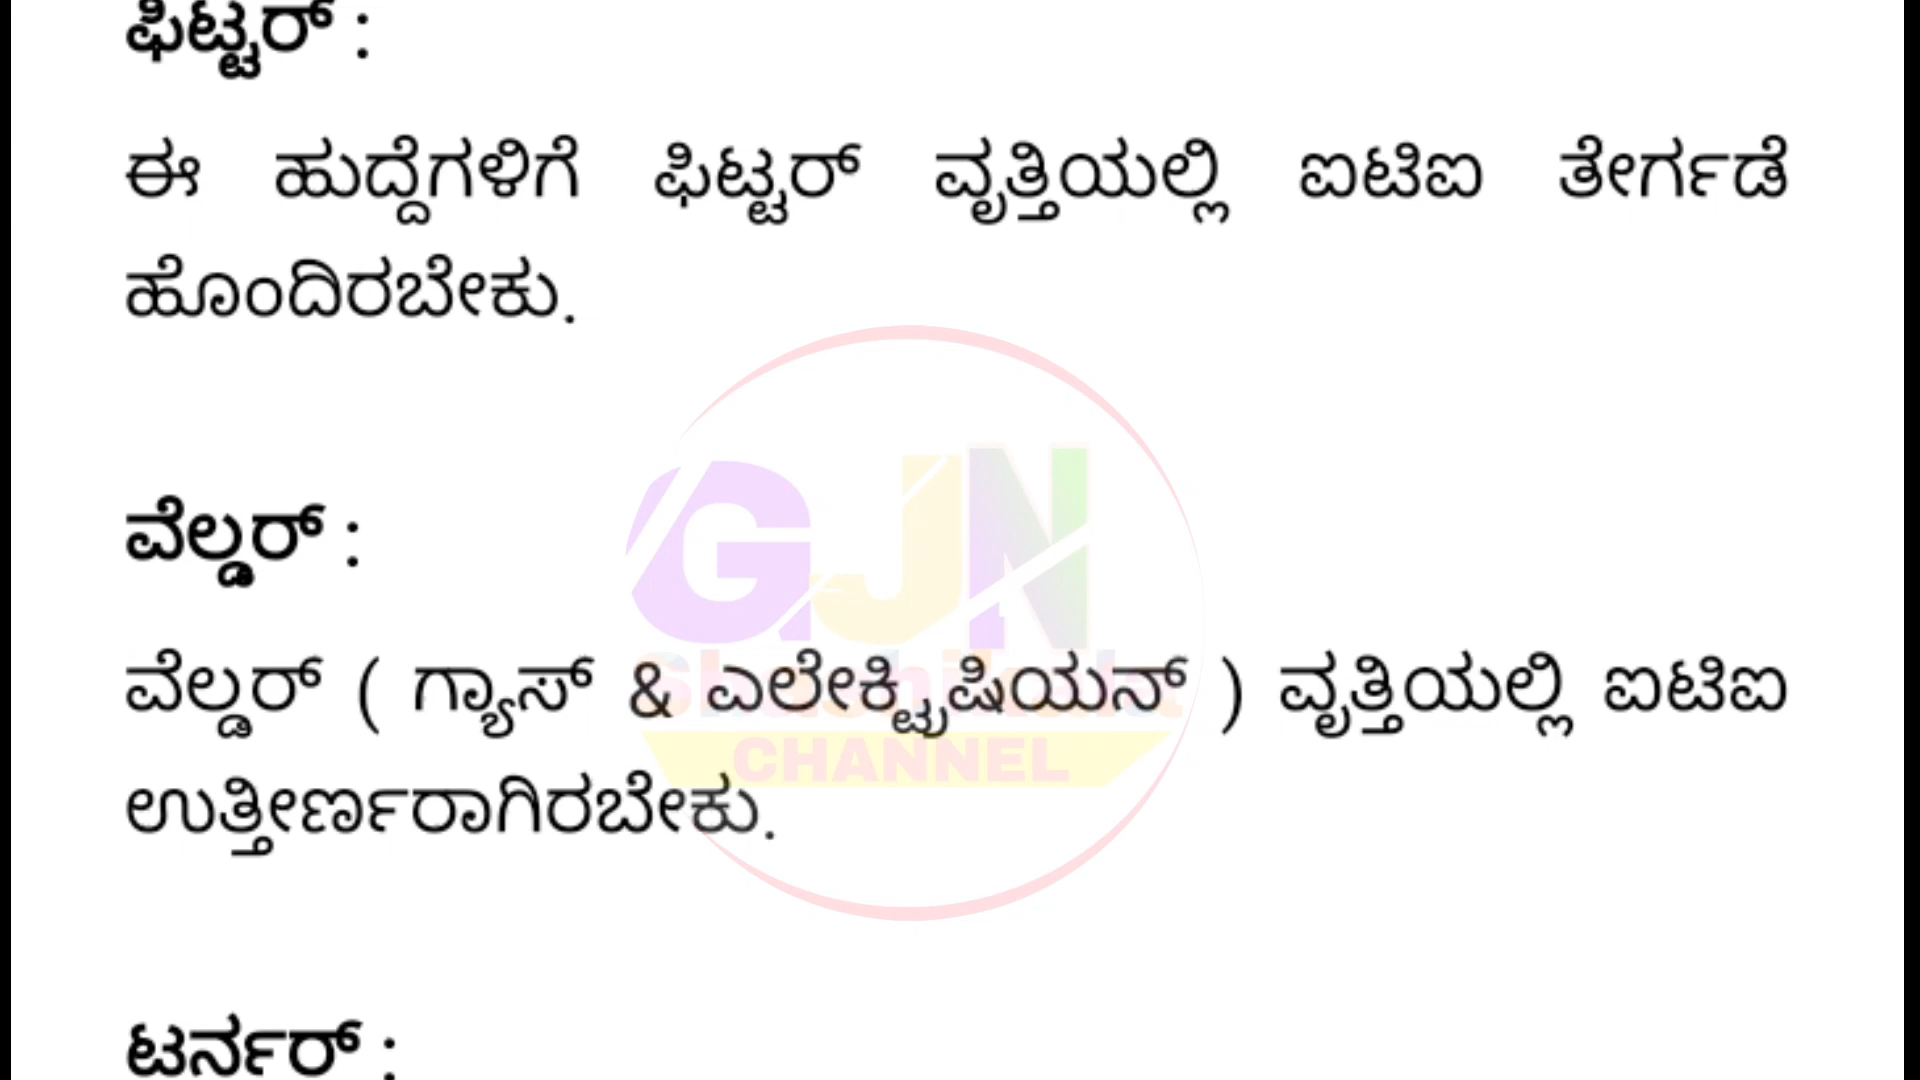 ಫಿಟ್ಟರ್ :
ಈ ಹುದ್ದೆಗಳಿಗೆ ಫಿಟ್ಟರ್ ವೃತ್ತಿಯಲ್ಲಿ ಐಟಿಐ ತೇರ್ಗಡೆ
ಹೊಂದಿರಬೇಕು.
GJN
ವೆಲ್ಡರ್ :
ವೆಲ್ಡರ್ ( ಗ್ಯಾಸ್ & ಎಲೇಕ್ಟ್ರಿಷಿಯನ್ ) ವೃತ್ತಿಯಲ್ಲಿ ಐಟಿಐ
CHANNEL
ಉತ್ತೀರ್ಣರಾಗಿರಬೇಕು.
ಟರ್ನರ್ :